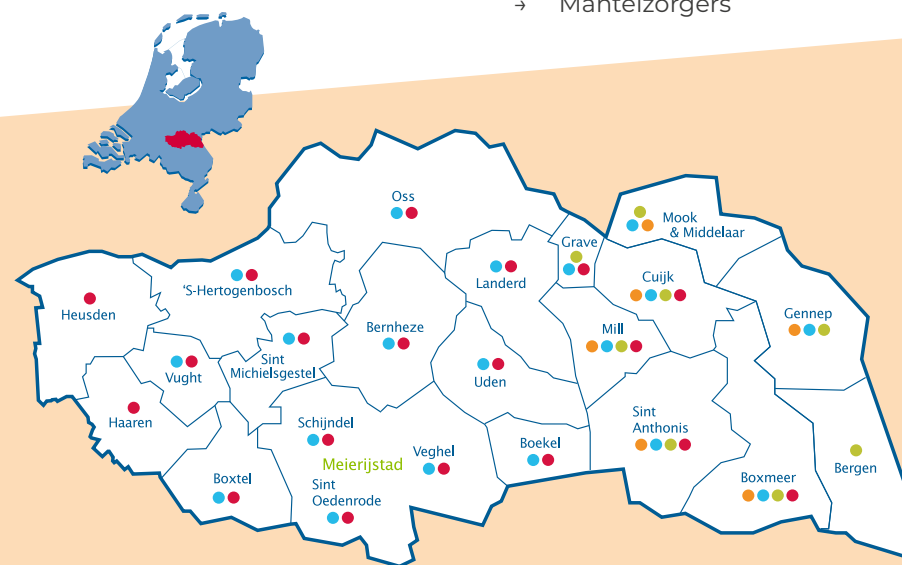 → Mantelzorgers
Oss
Mook
& Middelaar
Grave
Landerd
Cuijk
'S-Hertogenbosch
Heusden
Gennep
Bernheze
Mill
Sint
Michielsgestel
Vught
Uden
Haaren
Schijndel
Sint
Anthonis
Boekel
Veghel
Meierijstad
Bergen
Boxtel
Sint
Oedenrode
Boxmeer